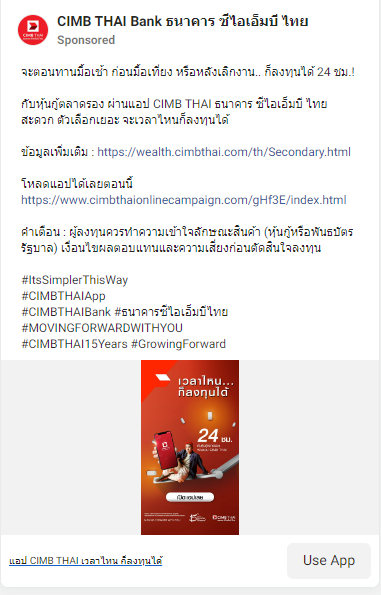 CIMB THAI Bank ธนาคาร ซีไอเอ็มบี ไทย
Sponsored
จะตอนทานมื้อเช้า ก่อนมื้อเที่ยง หรือหลังเลิกงาน.. ก็ลงทุนได้ 24 ชม.!
กับหุ้นกู้ตลาดรอง ผ่านแอป CIMB THAI ธนาคาร ซีไอเอ็มบี ไทย
สะดวก ตัวเลือกเยอะ จะเวลาไหนก็ลงทุนได้
ข้อมูลเพิ่มเติม : https://wealth.cimbthai.com/th/Secondary.html
โหลดแอปได้เลยตอนนี้
https://www.cimbthaionlinecampaign.com/gHf3E/index.html
คำเตือน : ผู้ลงทุนควรทำความเข้าใจลักษณะสินค้า (หุ้นกู้หรือพันธบัตร
รัฐบาล) เงื่อนไขผลตอบแทนและความเสี่ยงก่อนตัดสินใจลงทุน
#ItsSimplerThisWay
#CIMBTHAIApp
#CIMBTHAIBank #ธนาคารซีไอเอ็มบีไทย
#MOVINGFORWARDWITHYOU
#CIMBTHAI15Years #GrowingForward
เวลาไหน...
ก็ลงทุนได้
24 ชม.
เปิดแอปเลย
CIMB THAI
แอป CIMB THAI เวลาไหน ก็ลงทุนได้
Use App